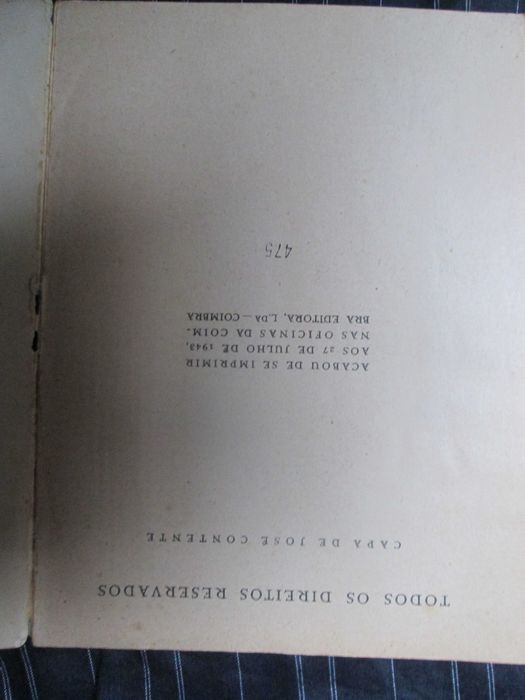 TODOS OS DIREITOS RESERVADOS
CAPA DE JOSÉ CONTENTE
ACABOU DE SE IMPRIMIR
AOS 27 DE JULHO DE 1943,
NAS OFICINAS DA COIM-
BRA EDITORA, L.DA — COIMBRA
475